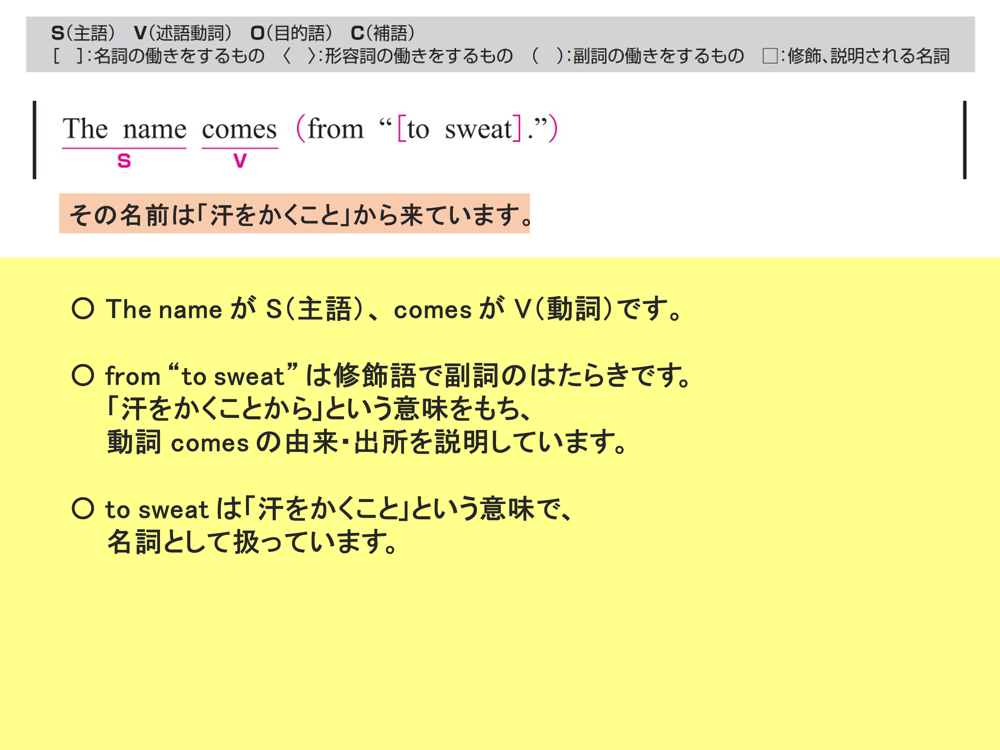 S(主語) V(述語動詞) O(目的語) C(補語)
[ ]:名詞の働きをするもの 〈 〉:形容詞の働きをするもの ( ):副詞の働きをするもの □:修飾、説明される名詞
The name comes (from “[to sweat].”)
S V
その名前は「汗をかくこと」から来ています。
〇 The name が S(主語)、comes が V(動詞)です。
〇 from “to sweat” は修飾語で副詞のはたらきです。
「汗をかくことから」という意味をもち、
動詞 comes の由来・出所を説明しています。
〇 to sweat は「汗をかくこと」という意味で、
名詞として扱っています。